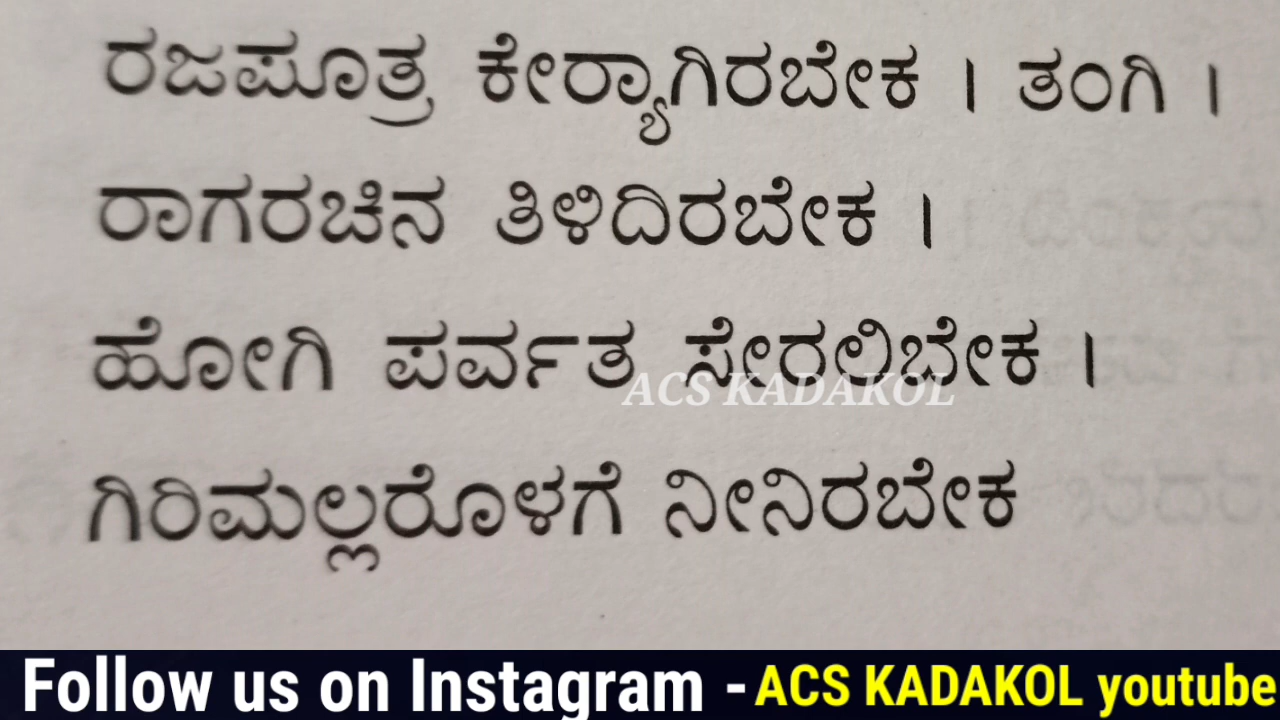 ರಜಪೂತ್ರ ಕೇರ‍್ಯಾಗಿರಬೇಕ । ತಂಗಿ ।
ರಾಗರಚಿನ ತಿಳಿದಿರಬೇಕ ।
ಹೋಗಿ ಪರ್ವತ ಸೇರಲಿಬೇಕ ।
ACS KADAKOL
ಗಿರಿಮಲ್ಲರೊಳಗೆ ನೀನಿರಬೇಕ
Follow us on Instagram - ACS KADAKOL youtube